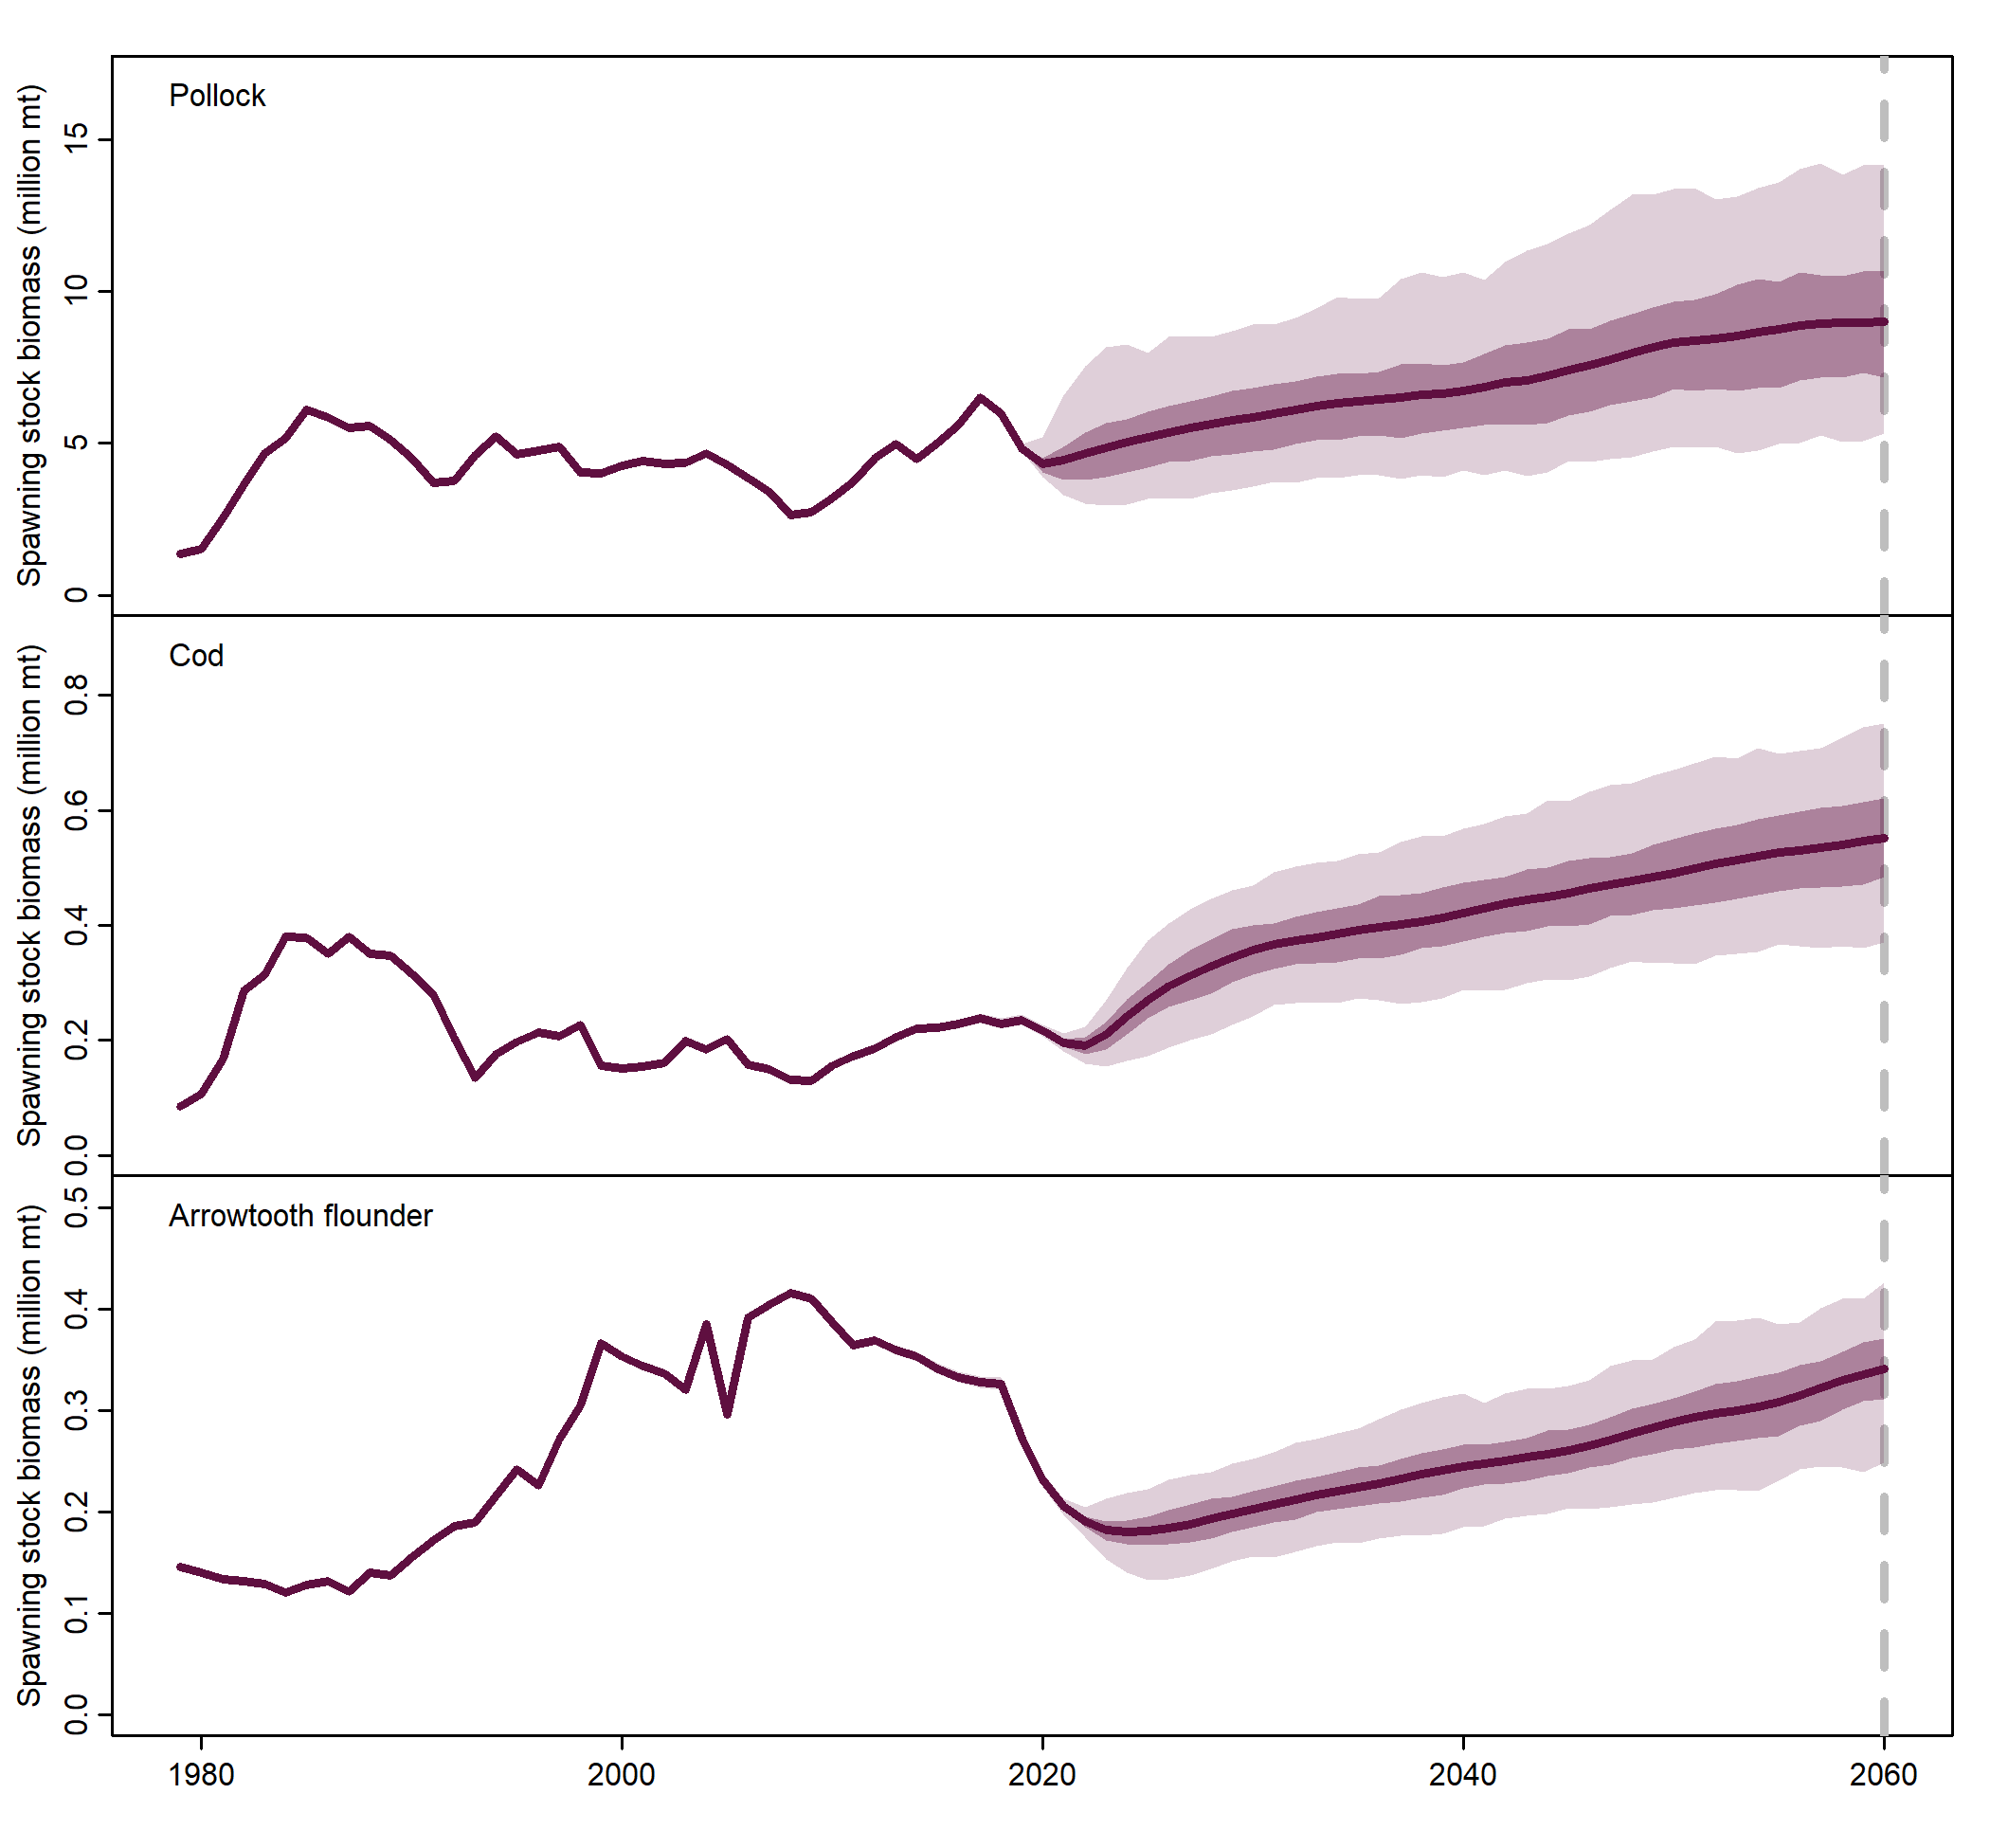 Pollock
Spawning stock biomass (million mt)
15
10
5
0
Cod
Spawning stock biomass (million mt)
0.8
0.6
0.4
0.2
0.0
Arrowtooth flounder
Spawning stock biomass (million mt)
0.5
0.4
0.3
0.2
0.1
0.0
1980 2000 2020 2040 2060